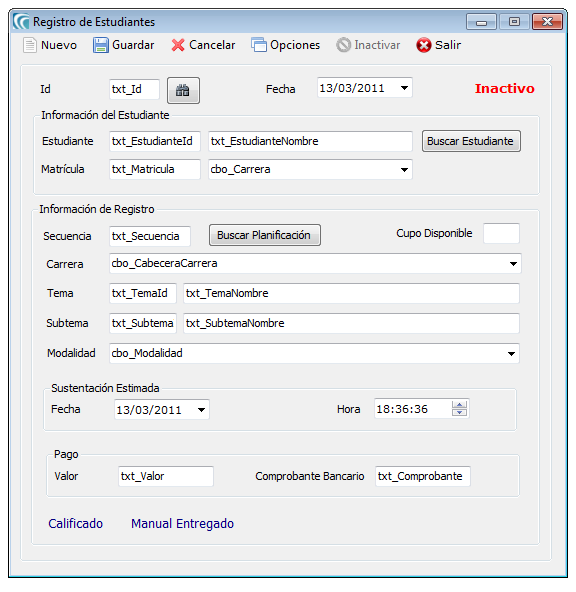 Registro de Estudiantes
Nuevo Guardar Cancelar Opciones Inactivar Salir
Id txt_Id Fecha 13/03/2011 Inactivo
Información del Estudiante
Estudiante txt_EstudianteId txt_EstudianteNombre Buscar Estudiante
Matrícula txt_Matricula cbo_Carrera
Información de Registro
Secuencia txt_Secuencia Buscar Planificación Cupo Disponible
Carrera cbo_CabeceraCarrera
Tema txt_TemaId txt_TemaNombre
Subtema txt_Subtema txt_SubtemaNombre
Modalidad cbo_Modalidad
Sustentación Estimada
Fecha 13/03/2011 Hora 18:36:36
Pago
Valor txt_Valor Comprobante Bancario txt_Comprobante
Calificado Manual Entregado